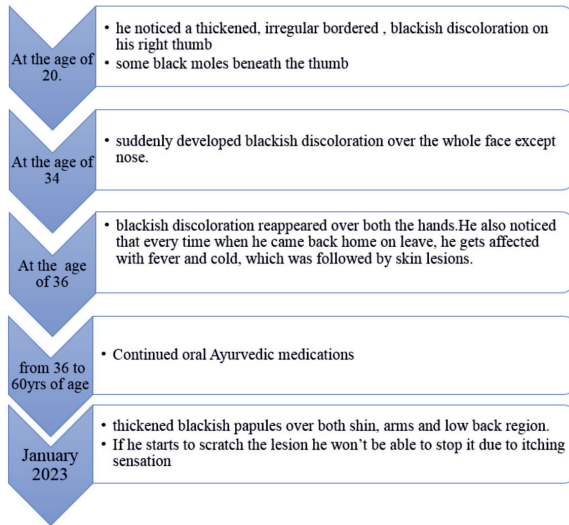 At the age of
20.
• he noticed a thickened, irregular bordered , blackish discoloration on
his right thumb
• some black moles beneath the thumb
At the age of
34
• suddenly developed blackish discoloration over the whole face except
nose.
At the age
of 36
• blackish discoloration reappeared over both the hands.He also noticed
that every time when he came back home on leave, he gets affected
with fever and cold, which was followed by skin lesions.
from 36 to
60yrs of age
• Continued oral Ayurvedic medications
January
2023
• thickened blackish papules over both shin, arms and low back region.
• If he starts to scratch the lesion he won't be able to stop it due to itching
sensation